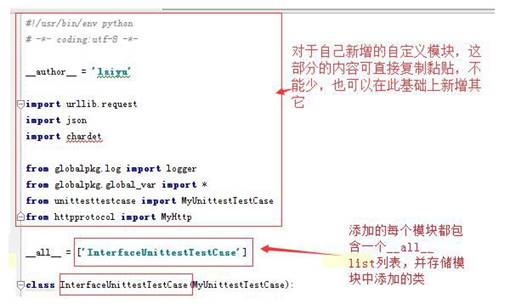 #!/usr/bin/env python
# -*- coding:utf-8 -*-
__author__ = 'laiyu'
import urllib.request
import json
import chardet
from globalpkg.log import logger
from globalpkg.global_var import *
from unittesttestcase import MyUnittestTestCase
from httpprotocol import MyHttp
__all__ = ['InterfaceUnittestTestCase']
class InterfaceUnittestTestCase(MyUnittestTestCase):
对于自己新增的自定义模块，这
部分的内容可直接复制黏贴，不
能少，也可以在此基础上新增其
它
添加的每个模块都包
含一个__all__
list列表，并存储模
块中添加的类